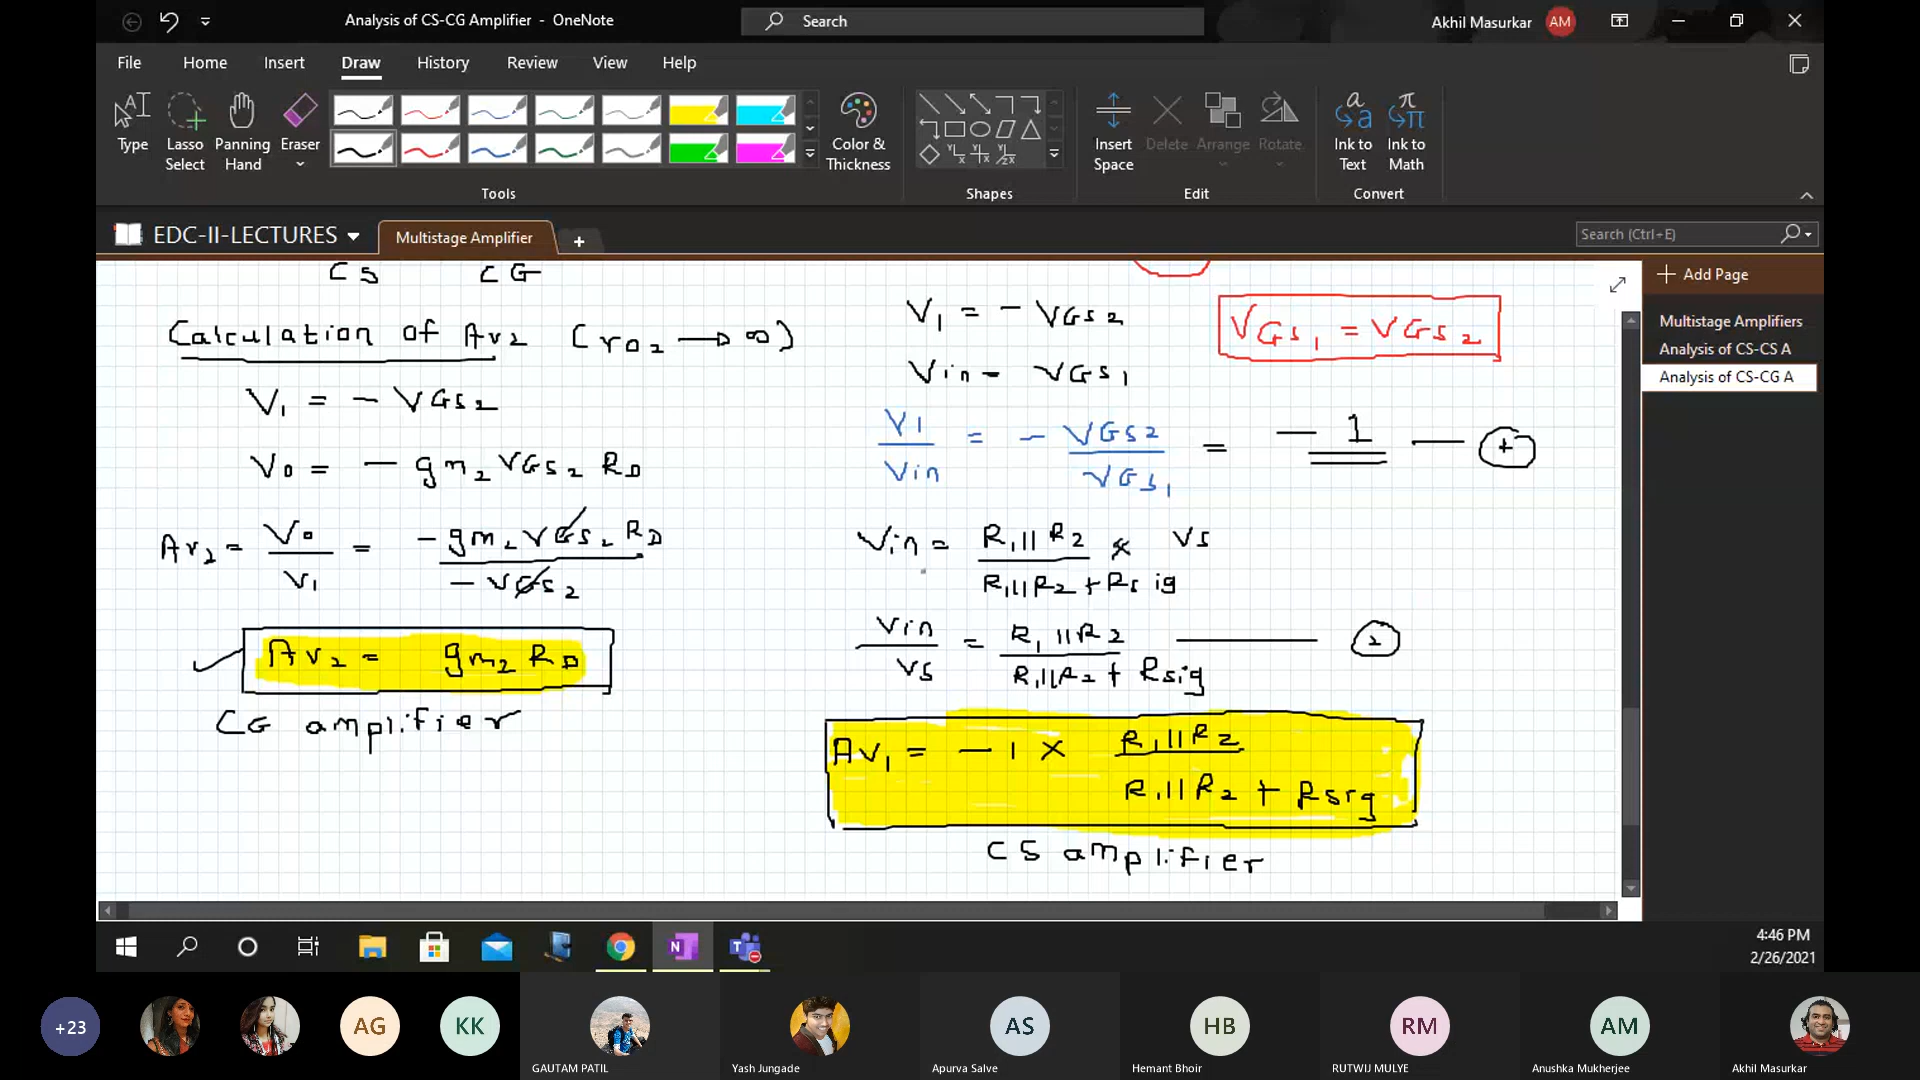 Analysis of CS-CG Amplifier - OneNote
Search
Akhil Masurkar AM
File Home Insert Draw History Review View Help
Type
Lasso Select
Panning Hand
Eraser
Color & Thickness
Insert Space
Delete
Arrange
Rotate
Ink to Text
Ink to Math
Tools Shapes Edit Convert
EDC-II-LECTURES
Multistage Amplifier
Search (Ctrl+E)
Add Page
Multistage Amplifiers
Analysis of CS-CS A
Analysis of CS-CG A
CS CG
Calculation of Av2 (ro2 → ∞)
V1 = - VGS2
Vo = - gm2 VGS2 RD
Av2 = Vo / V1 = - gm2 VGS2 RD / - VGS2
Av2 = gm2 RD
CG amplifier
V1 = - VGS2
VGS1 = VGS2
Vin = VGS1
V1 / Vin = - VGS2 / VGS1 = - 1 — +
Vin = R1||R2 / R1||R2 + Rsig × Vs
Vin / Vs = R1||R2 / R1||R2 + Rsig — 2
Av1 = - 1 × R1||R2 / R1||R2 + Rsig
CS amplifier
4:46 PM
2/26/2021
+23
AG
KK
AS
HB
RM
AM
GAUTAM PATIL
Yash Jungade
Apurva Salve
Hemant Bhoir
RUTWIJ MULYE
Anushka Mukherjee
Akhil Masurkar